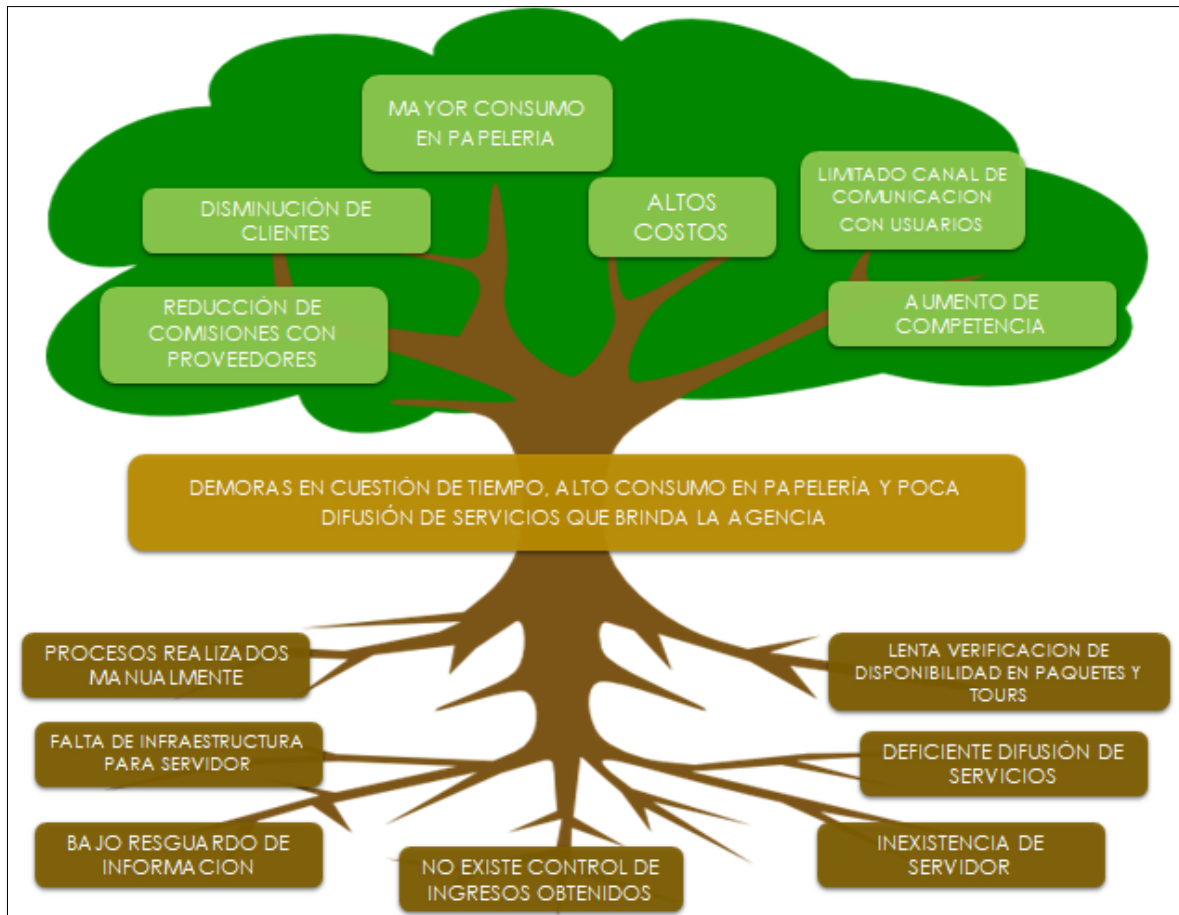 MAYOR CONSUMO
EN PAPELERIA
DISMINUCIÓN DE
CLIENTES
ALTOS
COSTOS
LIMITADO CANAL DE
COMUNICACION
CON USUARIOS
REDUCCIÓN DE
COMISIONES CON
PROVEEDORES
AUMENTO DE
COMPETENCIA
DEMORAS EN CUESTIÓN DE TIEMPO, ALTO CONSUMO EN PAPELERÍA Y POCA
DIFUSIÓN DE SERVICIOS QUE BRINDA LA AGENCIA
PROCESOS REALIZADOS
MANUALMENTE
LENTA VERIFICACION DE
DISPONIBILIDAD EN PAQUETES Y
TOURS
FALTA DE INFRAESTRUCTURA
PARA SERVIDOR
DEFICIENTE DIFUSIÓN DE
SERVICIOS
BAJO RESGUARDO DE
INFORMACION
NO EXISTE CONTROL DE
INGRESOS OBTENIDOS
INEXISTENCIA DE
SERVIDOR